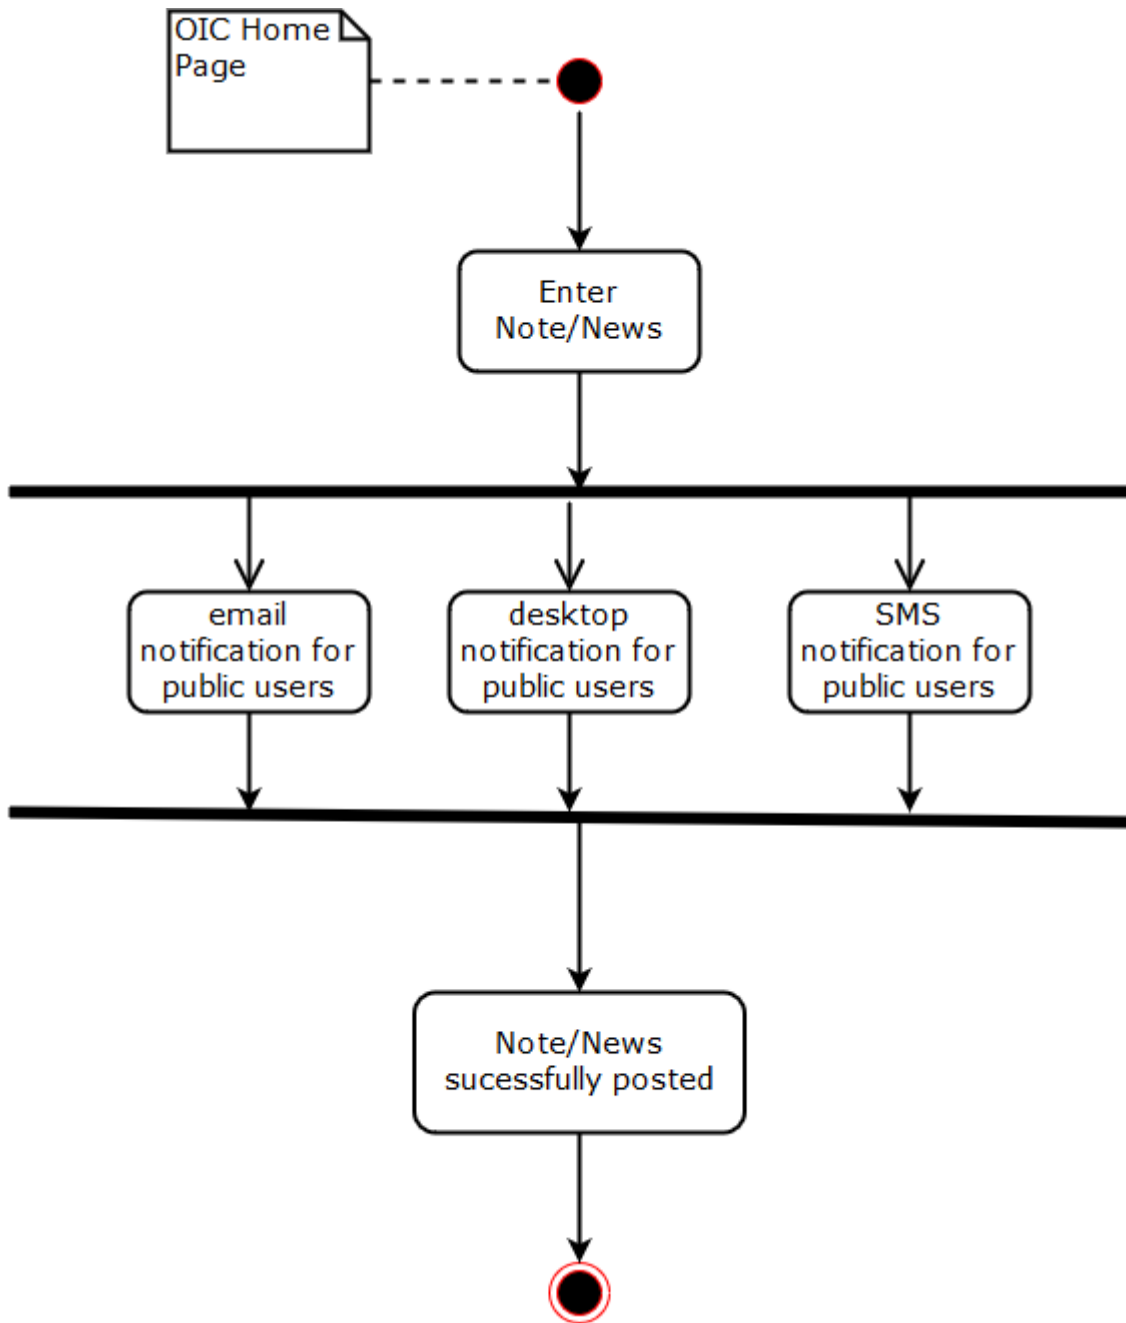 OIC Home
Page
Enter
Note/News
email
notification for
public users
desktop
notification for
public users
SMS
notification for
public users
Note/News
sucessfully posted